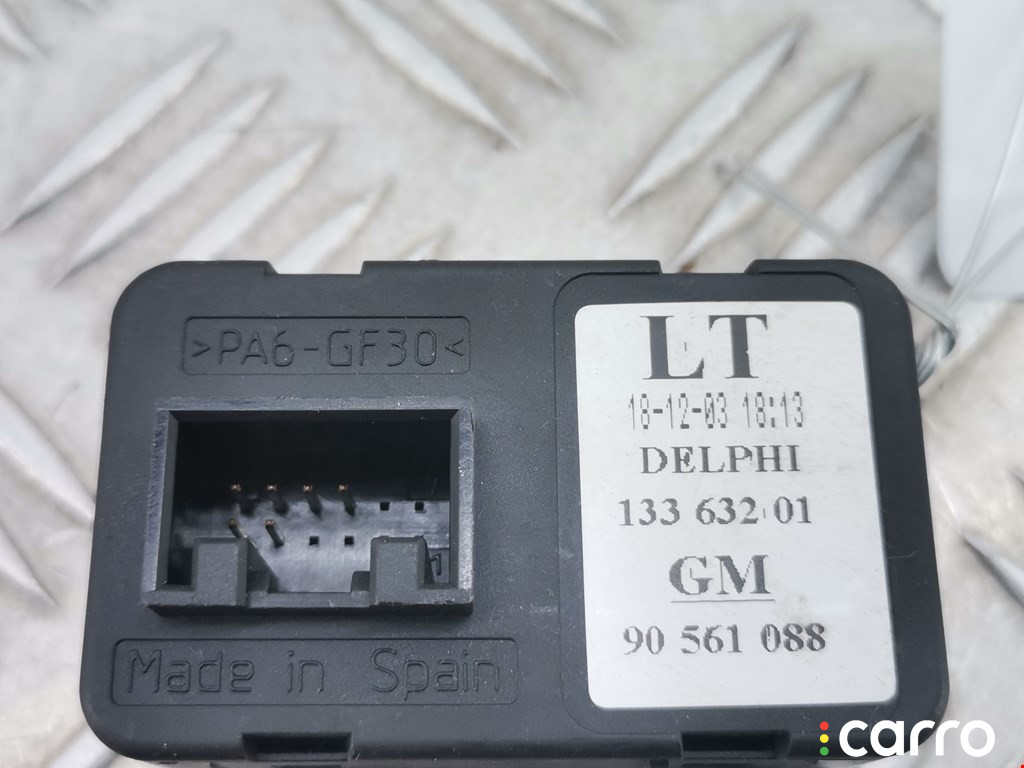 >PA6-GF30<
Made in Spain
LT
18-12-03 18:13
DELPHI
133 632 01
GM
90 561 088
carro